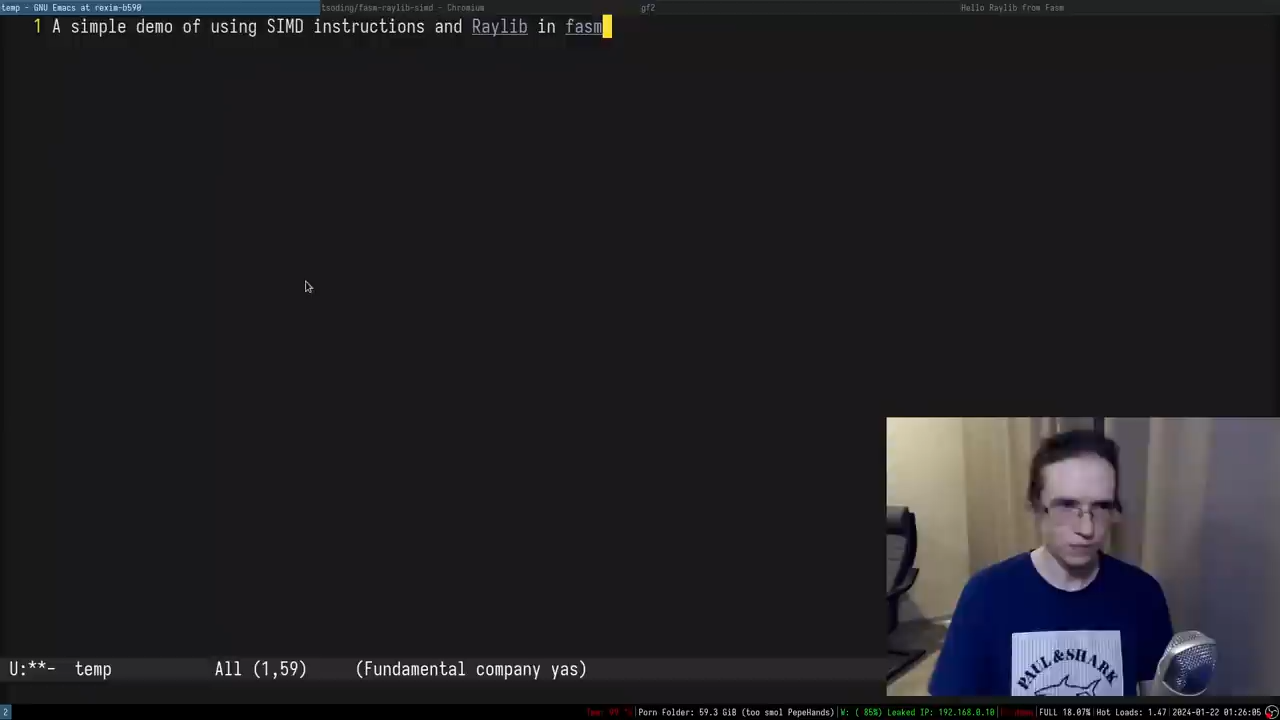 temp - GNU Emacs at rexim-b590
tsoding/fasm-raylib-simd - Chromium
gf2
Hello Raylib from Fasm
1 A simple demo of using SIMD instructions and Raylib in fasm
PAUL&SHARK
U:**- temp All (1,59) (Fundamental company yas)
2
Porn Folder: 59.3 GiB (too smol PepeHands) W: ( 85%) Leaked IP: 192.168.0.10 FULL 18.07% Hot Loads: 1.47 2024-01-22 01:26:05